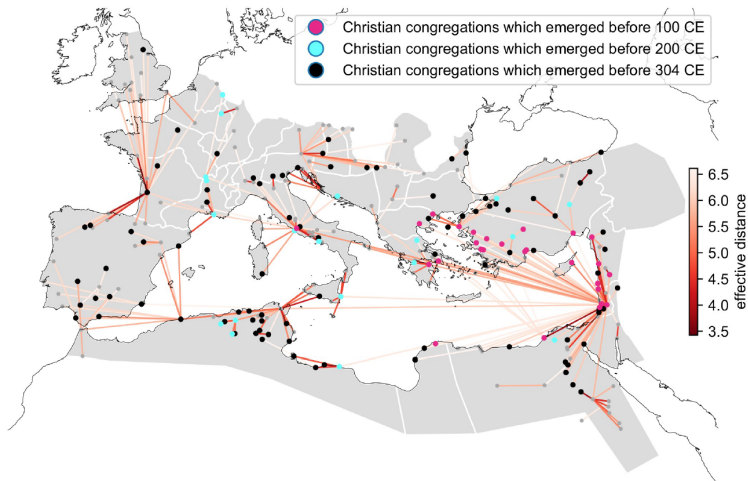 Christian congregations which emerged before 100 CE
Christian congregations which emerged before 200 CE
Christian congregations which emerged before 304 CE
6.5
6.0
5.5
5.0
4.5
4.0
3.5
effective distance